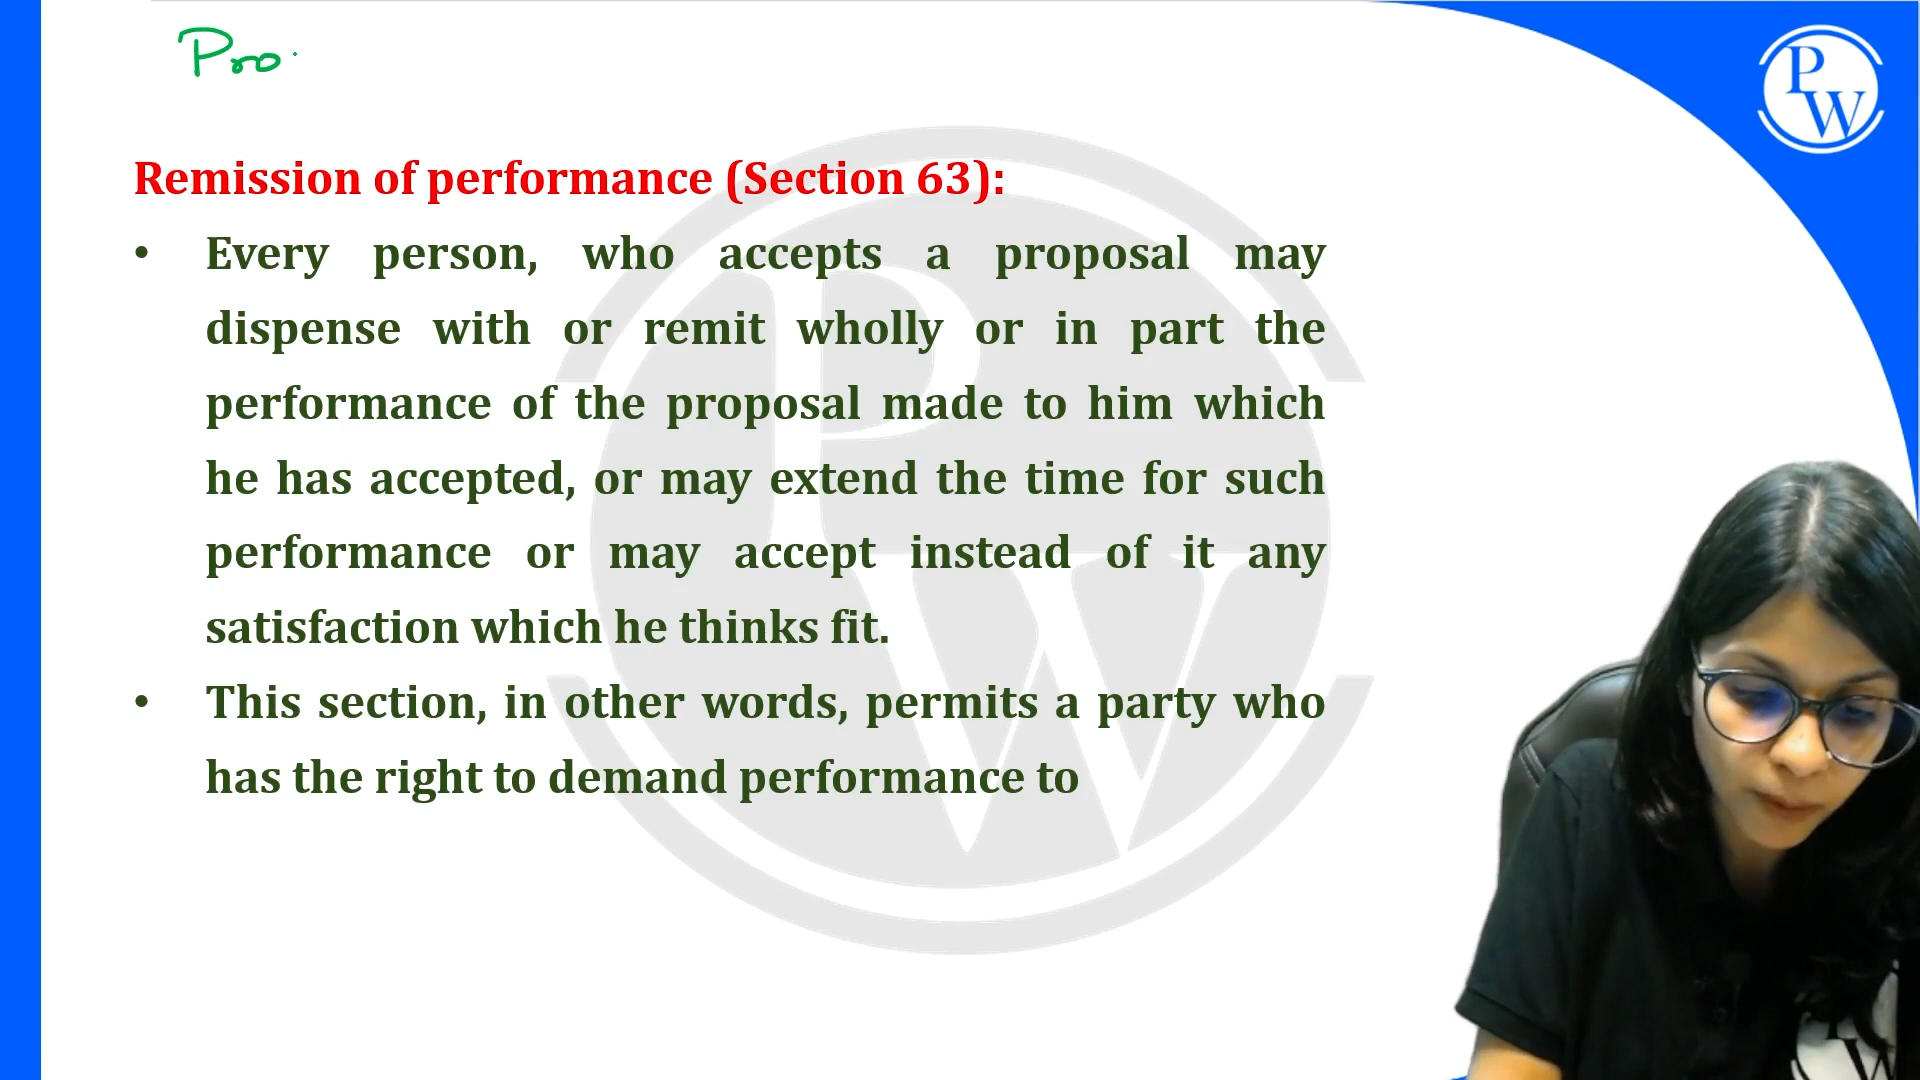 Pro
PW
Remission of performance (Section 63):
• Every person, who accepts a proposal may
dispense with or remit wholly or in part the
performance of the proposal made to him which
he has accepted, or may extend the time for such
performance or may accept instead of it any
satisfaction which he thinks fit.
• This section, in other words, permits a party who
has the right to demand performance to